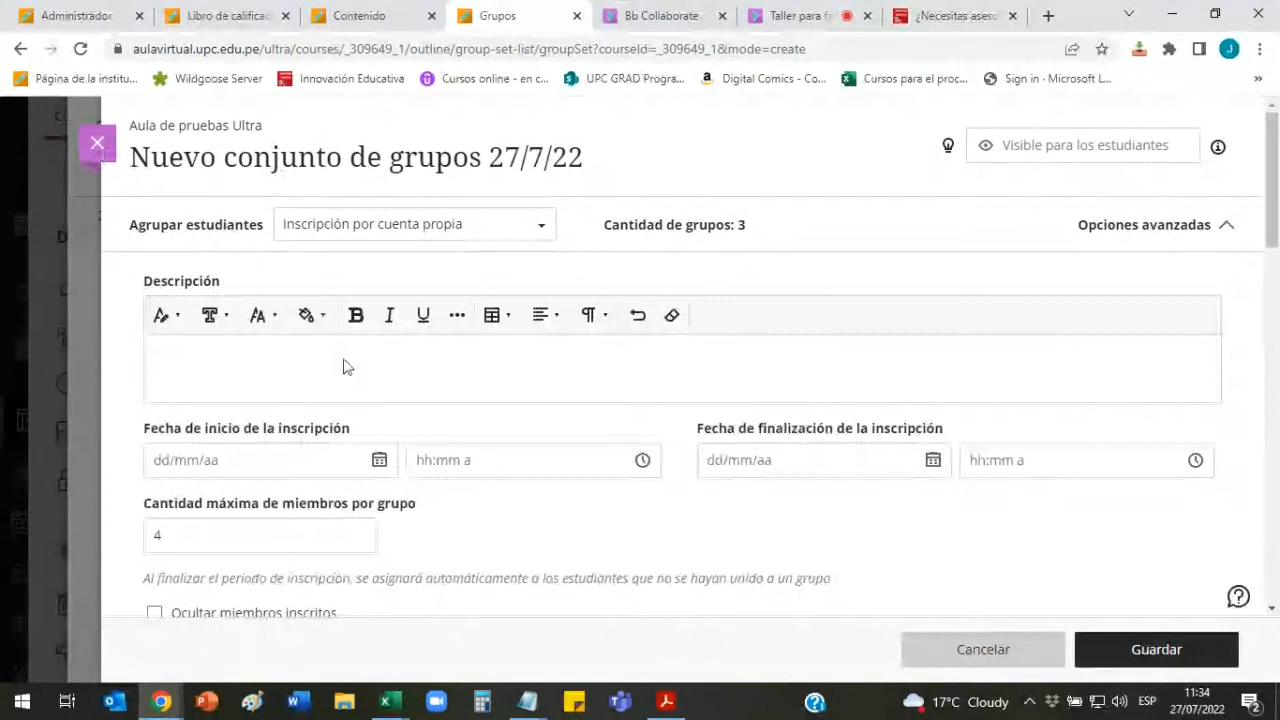 Administrador
Libro de calificac
Contenido
Grupos
Bb Collaborate
Taller para fa
¿Necesitas aseso
aulavirtual.upc.edu.pe/ultra/courses/_309649_1/outline/group-set-list/groupSet?courseId=_309649_1&mode=create
J
Página de la institu...
Wildgoose Server
Innovación Educativa
Cursos online - en c...
UPC GRAD Progra...
Digital Comics - Co...
Cursos para el proc...
Sign in · Microsoft L...
»
Aula de pruebas Ultra
Nuevo conjunto de grupos 27/7/22
Visible para los estudiantes
Agrupar estudiantes
Inscripción por cuenta propia
Cantidad de grupos: 3
Opciones avanzadas
Descripción
Fecha de inicio de la inscripción
Fecha de finalización de la inscripción
dd/mm/aa
hh:mm a
dd/mm/aa
hh:mm a
Cantidad máxima de miembros por grupo
4
Al finalizar el periodo de inscripción, se asignará automáticamente a los estudiantes que no se hayan unido a un grupo
Ocultar miembros inscritos
Cancelar
Guardar
17°C Cloudy
ESP
11:34
27/07/2022
2